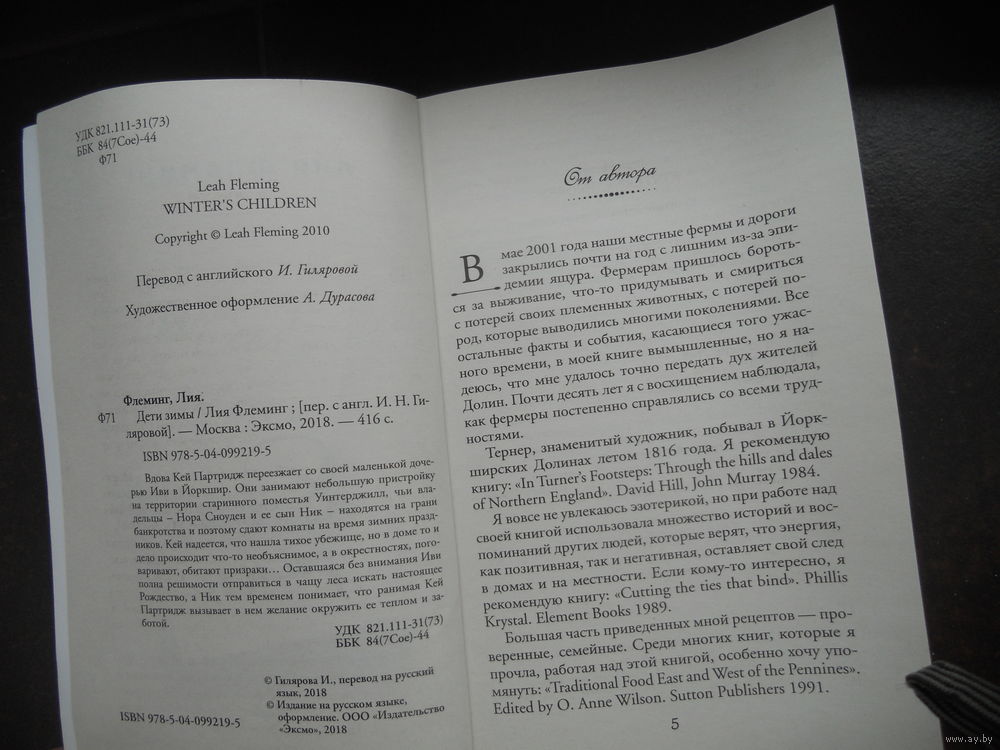 УДК 821.111-31(73)
ББК 84(7Сое)-44
Ф71
Leah Fleming
WINTER'S CHILDREN
Copyright © Leah Fleming 2010
Перевод с английского И. Гиляровой
Художественное оформление А. Дурасова
Флеминг, Лия.
Ф71 Дети зимы / Лия Флеминг ; [пер. с англ. И. Н. Ги-
ляровой]. — Москва : Эксмо, 2018. — 416 с.
ISBN 978-5-04-099219-5
Вдова Кей Партридж переезжает со своей маленькой доче-
рью Иви в Йоркшир. Они занимают небольшую пристройку
на территории старинного поместья Уинтерджилл, чьи вла-
дельцы – Нора Сноуден и ее сын Ник – находятся на грани
банкротства и поэтому сдают комнаты на время зимних празд-
ников. Кей надеется, что нашла тихое убежище, но в доме то и
дело происходит что-то необъяснимое, а в окрестностях, пого-
варивают, обитают призраки… Оставшаяся без внимания Иви
полна решимости отправиться в чащу леса искать настоящее
Рождество, а Ник тем временем понимает, что ранимая Кей
Партридж вызывает в нем желание окружить ее теплом и за-
ботой.
УДК 821.111-31(73)
ББК 84(7Сое)-44
© Гилярова И., перевод на русский
язык, 2018
© Издание на русском языке,
оформление. ООО «Издательство
«Эксмо», 2018
ISBN 978-5-04-099219-5
От автора
В мае 2001 года наши местные фермы и дороги
закрылись почти на год с лишним из-за эпи-
демии ящура. Фермерам пришлось бороть-
ся за выживание, что-то придумывать и смириться
с потерей своих племенных животных, с потерей по-
род, которые выводились многими поколениями. Все
остальные факты и события, касающиеся того ужас-
ного времени, в моей книге вымышленные, но я на-
деюсь, что мне удалось точно передать дух жителей
Долин. Почти десять лет я с восхищением наблюдала,
как фермеры постепенно справлялись со всеми труд-
ностями.
Тернер, знаменитый художник, побывал в Йорк-
ширских Долинах летом 1816 года. Я рекомендую
книгу: «In Turner's Footsteps: Through the hills and dales
of Northern England». David Hill, John Murray 1984.
Я вовсе не увлекаюсь эзотерикой, но при работе над
своей книгой использовала множество историй и вос-
поминаний других людей, которые верят, что энергия,
как позитивная, так и негативная, оставляет свой след
в домах и на местности. Если кому-то интересно, я
рекомендую книгу: «Cutting the ties that bind». Phillis
Krystal. Element Books 1989.
Большая часть приведенных мной рецептов — про-
веренные, семейные. Среди многих книг, которые я
прочла, работая над этой книгой, особенно хочу упо-
мянуть: «Traditional Food East and West of the Pennines».
Edited by O. Anne Wilson. Sutton Publishers 1991.
5
www.ay.by